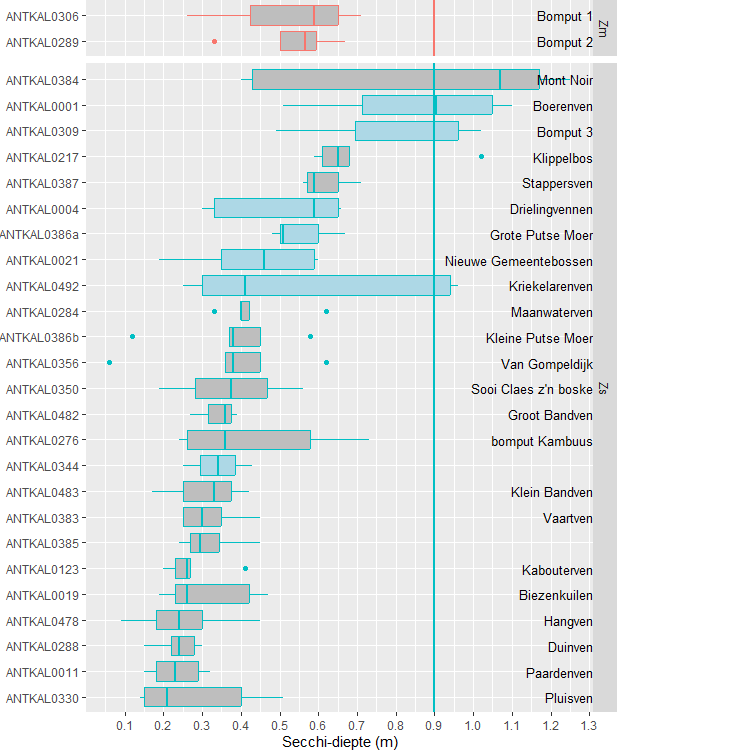 ANTKAL0306 Bomput 1
Zm
ANTKAL0289 Bomput 2
ANTKAL0384 Mont Noir
ANTKAL0001 Boerenven
ANTKAL0309 Bomput 3
ANTKAL0217 Klippelbos
ANTKAL0387 Stappersven
ANTKAL0004 Drielingvennen
ANTKAL0386a Grote Putse Moer
ANTKAL0021 Nieuwe Gemeentebossen
ANTKAL0492 Kriekelarenven
ANTKAL0284 Maanwaterven
ANTKAL0386b Kleine Putse Moer
ANTKAL0356 Van Gompeldijk
ANTKAL0350 Sooi Claes z'n boske
Zs
ANTKAL0482 Groot Bandven
ANTKAL0276 bomput Kambuus
ANTKAL0344
ANTKAL0483 Klein Bandven
ANTKAL0383 Vaartven
ANTKAL0385
ANTKAL0123 Kabouterven
ANTKAL0019 Biezenkuilen
ANTKAL0478 Hangven
ANTKAL0288 Duinven
ANTKAL0011 Paardenven
ANTKAL0330 Pluisven
0.1 0.2 0.3 0.4 0.5 0.6 0.7 0.8 0.9 1.0 1.1 1.2 1.3
Secchi-diepte (m)